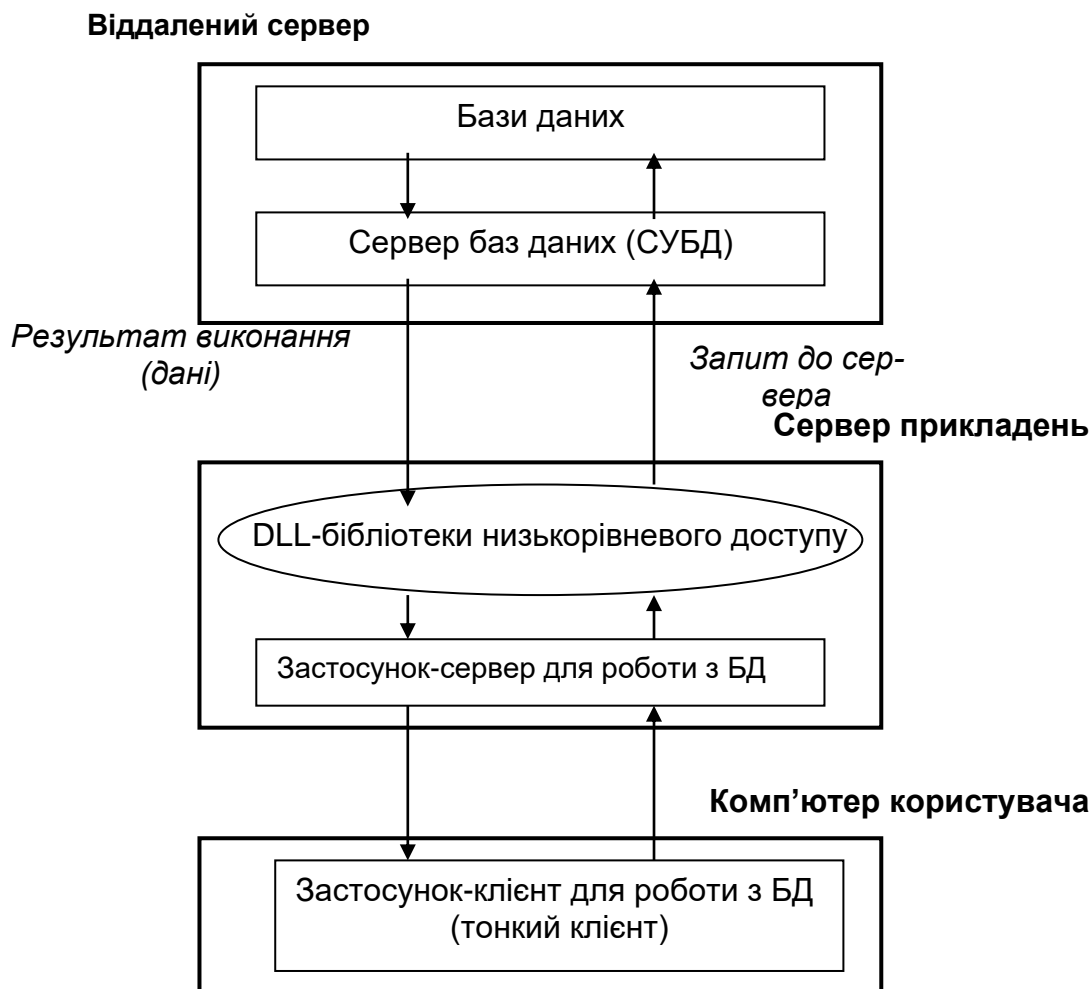 Віддалений сервер
Бази даних
Сервер баз даних (СУБД)
Результат виконання
(дані)
Запит до сер-
вера
Сервер прикладень
DLL-бібліотеки низькорівневого доступу
Застосунок-сервер для роботи з БД
Комп’ютер користувача
Застосунок-клієнт для роботи з БД
(тонкий клієнт)